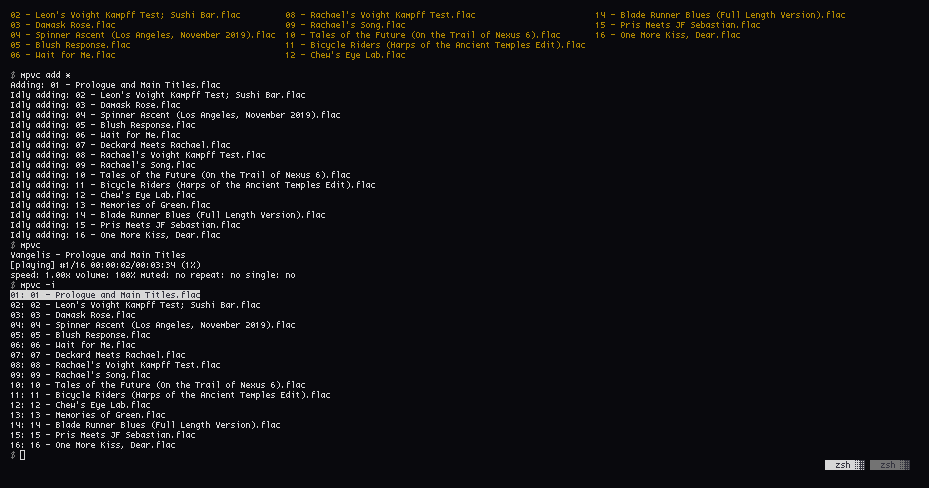 02 - Leon's Voight Kampff Test; Sushi Bar.flac 08 - Rachael's Voight Kampff Test.flac 14 - Blade Runner Blues (Full Length Version).flac
03 - Damask Rose.flac 09 - Rachael's Song.flac 15 - Pris Meets JF Sebastian.flac
04 - Spinner Ascent (Los Angeles, November 2019).flac 10 - Tales of the Future (On the Trail of Nexus 6).flac 16 - One More Kiss, Dear.flac
05 - Blush Response.flac 11 - Bicycle Riders (Harps of the Ancient Temples Edit).flac
06 - Wait for Me.flac 12 - Chew's Eye Lab.flac
$ mpvc add *
Adding: 01 - Prologue and Main Titles.flac
Idly adding: 02 - Leon's Voight Kampff Test; Sushi Bar.flac
Idly adding: 03 - Damask Rose.flac
Idly adding: 04 - Spinner Ascent (Los Angeles, November 2019).flac
Idly adding: 05 - Blush Response.flac
Idly adding: 06 - Wait for Me.flac
Idly adding: 07 - Deckard Meets Rachael.flac
Idly adding: 08 - Rachael's Voight Kampff Test.flac
Idly adding: 09 - Rachael's Song.flac
Idly adding: 10 - Tales of the Future (On the Trail of Nexus 6).flac
Idly adding: 11 - Bicycle Riders (Harps of the Ancient Temples Edit).flac
Idly adding: 12 - Chew's Eye Lab.flac
Idly adding: 13 - Memories of Green.flac
Idly adding: 14 - Blade Runner Blues (Full Length Version).flac
Idly adding: 15 - Pris Meets JF Sebastian.flac
Idly adding: 16 - One More Kiss, Dear.flac
$ mpvc
Vangelis - Prologue and Main Titles
[playing] #1/16 00:00:02/00:03:34 (1%)
speed: 1.00x volume: 100% muted: no repeat: no single: no
$ mpvc -i
01: 01 - Prologue and Main Titles.flac
02: 02 - Leon's Voight Kampff Test; Sushi Bar.flac
03: 03 - Damask Rose.flac
04: 04 - Spinner Ascent (Los Angeles, November 2019).flac
05: 05 - Blush Response.flac
06: 06 - Wait for Me.flac
07: 07 - Deckard Meets Rachael.flac
08: 08 - Rachael's Voight Kampff Test.flac
09: 09 - Rachael's Song.flac
10: 10 - Tales of the Future (On the Trail of Nexus 6).flac
11: 11 - Bicycle Riders (Harps of the Ancient Temples Edit).flac
12: 12 - Chew's Eye Lab.flac
13: 13 - Memories of Green.flac
14: 14 - Blade Runner Blues (Full Length Version).flac
15: 15 - Pris Meets JF Sebastian.flac
16: 16 - One More Kiss, Dear.flac
$
zsh zsh